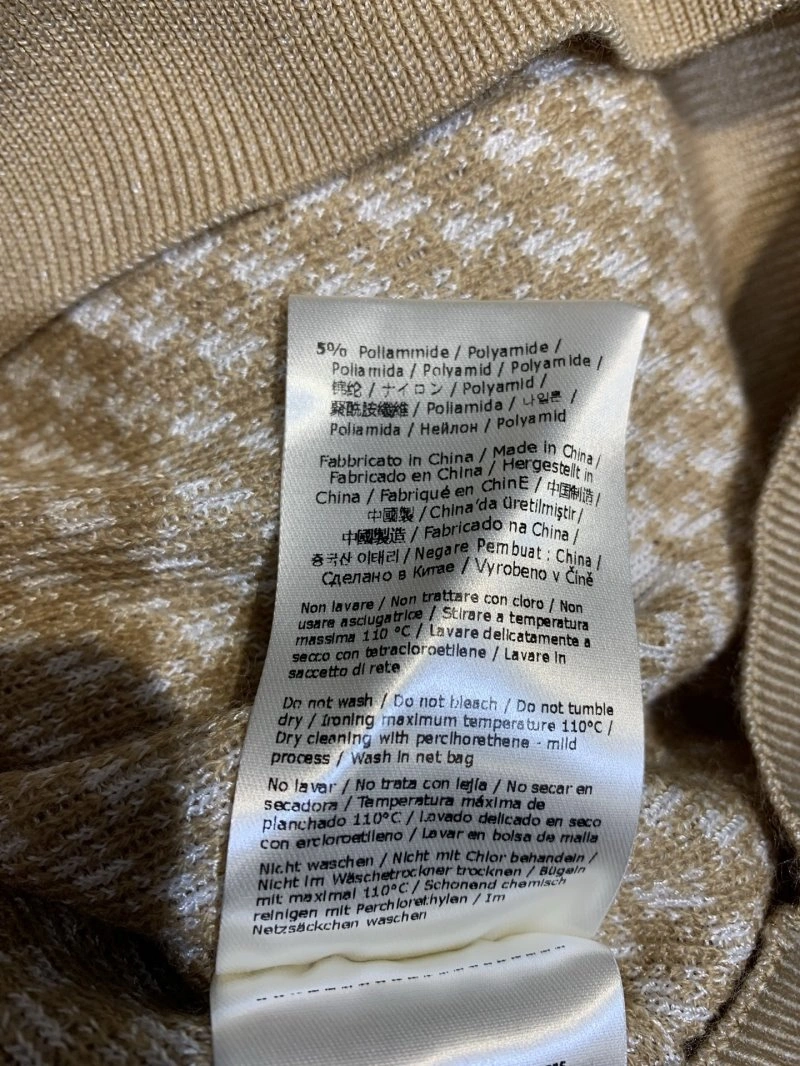 5% Poliammide / Polyamide /
Poliamida / Polyamid / Polyamide /
锦纶 / ナイロン / Polyamid /
聚酰胺纖維 / Poliamida / 나일론 /
Poliamida / Нейлон / Polyamid
Fabbricato in China / Made in China /
Fabricado en China / Hergestellt in
China / Fabriqué en ChinE / 中国制造 /
中國製 / China'da üretilmiştir /
中國製造 / Fabricado na China /
중국산 이태리 / Negare Pembuat : China /
Сделано в Китае / Vyrobeno v Číně
Non lavare / Non trattare con cloro / Non
usare asciugatrice / Stirare a temperatura
massima 110 °C / Lavare delicatamente a
secco con tetracloroetilene / Lavare in
saccetto di rete
Do not wash / Do not bleach / Do not tumble
dry / Ironing maximum temperature 110°C /
Dry cleaning with perclhorethene - mild
process / Wash in net bag
No lavar / No trata con lejía / No secar en
secadora / Temperatura máxima de
planchado 110°C / Lavado delicado en seco
con ercloroetileno / Lavar en bolsa de malla
Nicht waschen / Nicht mit Chlor behandeln /
Nicht im Wäschetrockner trocknen / Bügeln
mit maximal 110°C / Schonend chemisch
reinigen mit Perchlorethylen / Im
Netzsäckchen waschen